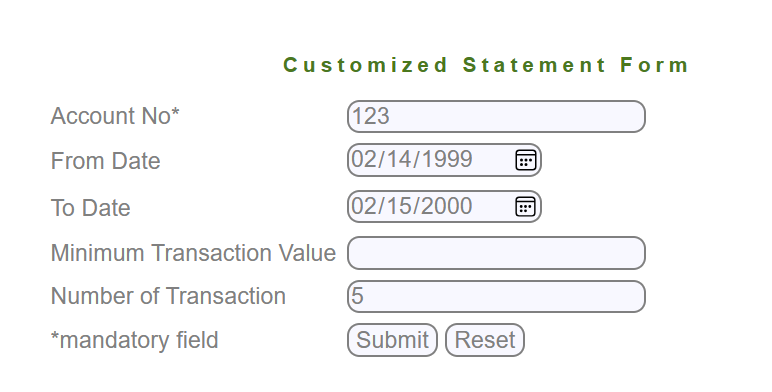 Customized Statement Form
Account No* 123
From Date 02/14/1999
To Date 02/15/2000
Minimum Transaction Value
Number of Transaction 5
*mandatory field Submit Reset